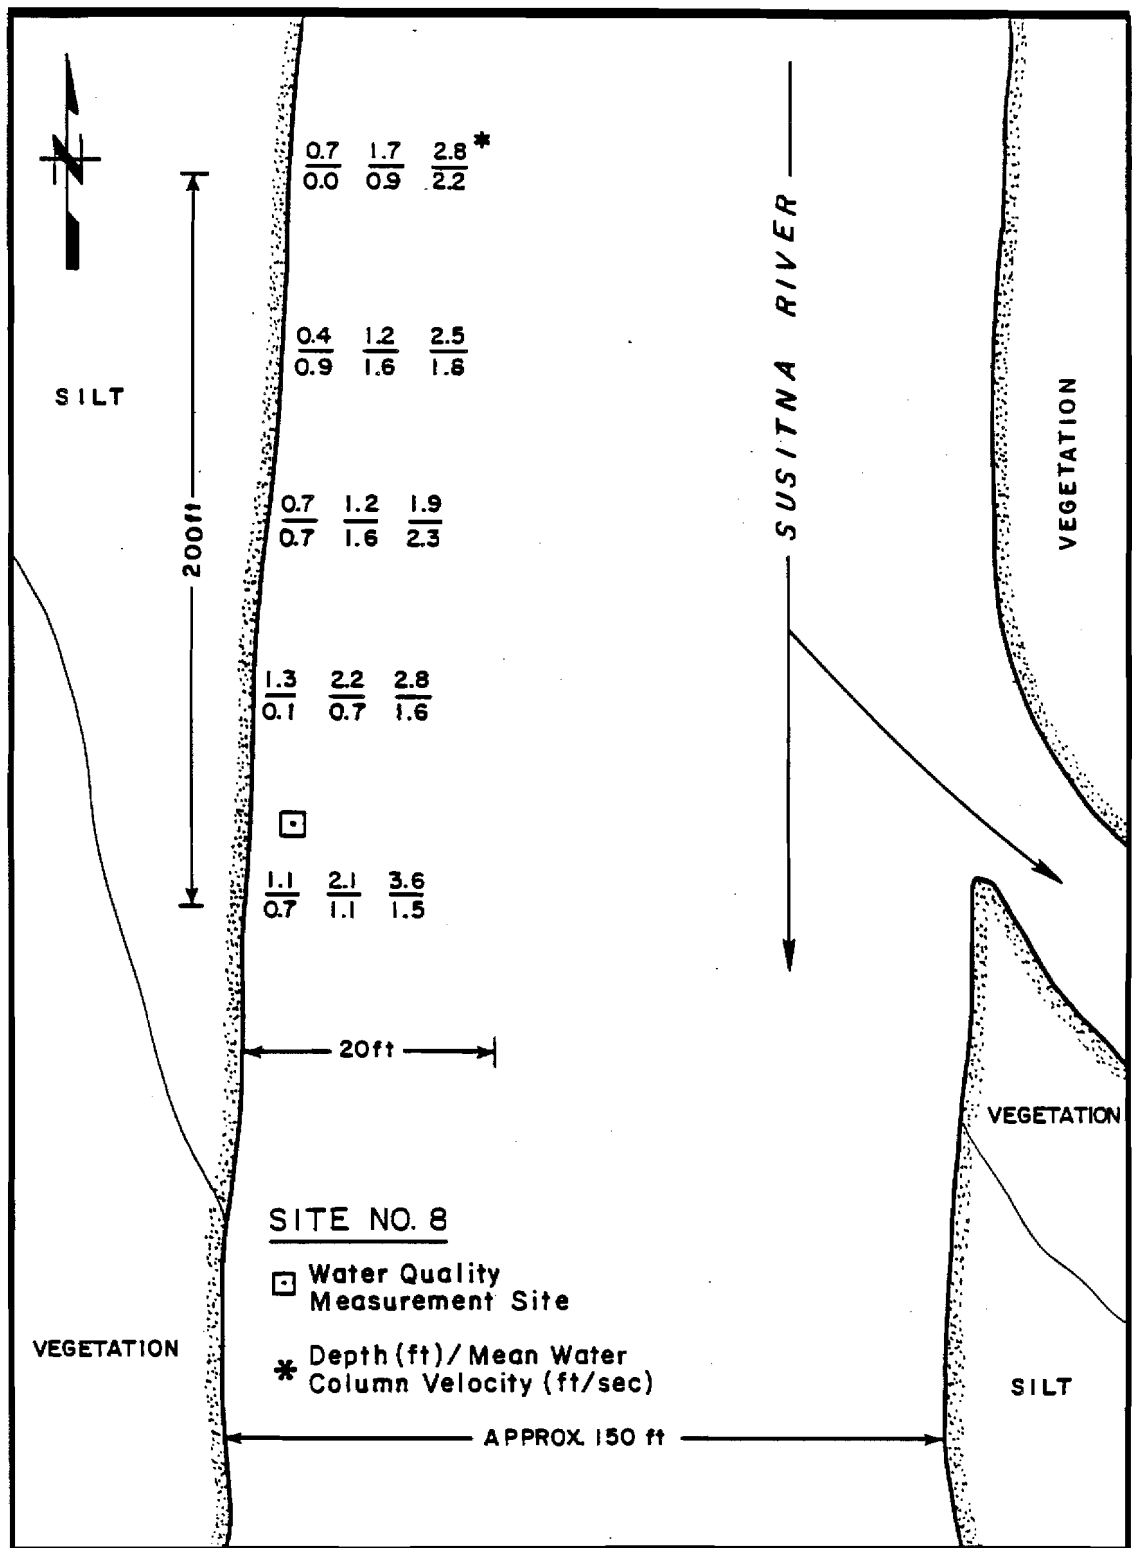 N
0.7 1.7 2.8*
0.0 0.9 2.2
0.4 1.2 2.5
0.9 1.6 1.8
SILT
SUSITNA RIVER
VEGETATION
200ft
0.7 1.2 1.9
0.7 1.6 2.3
1.3 2.2 2.8
0.1 0.7 1.6
1.1 2.1 3.6
0.7 1.1 1.5
20ft
VEGETATION
SITE NO. 8
Water Quality
Measurement Site
VEGETATION
* Depth (ft) / Mean Water
Column Velocity (ft/sec)
SILT
APPROX. 150 ft